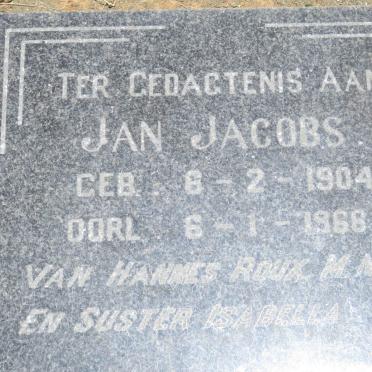 TER GEDAGTENIS AAN
JAN JACOBS
GEB. 6 - 2 - 1904
OORL. 6 - 1 - 1968
VAN HANNES ROUX. M.N
EN SUSTER ISABELLA